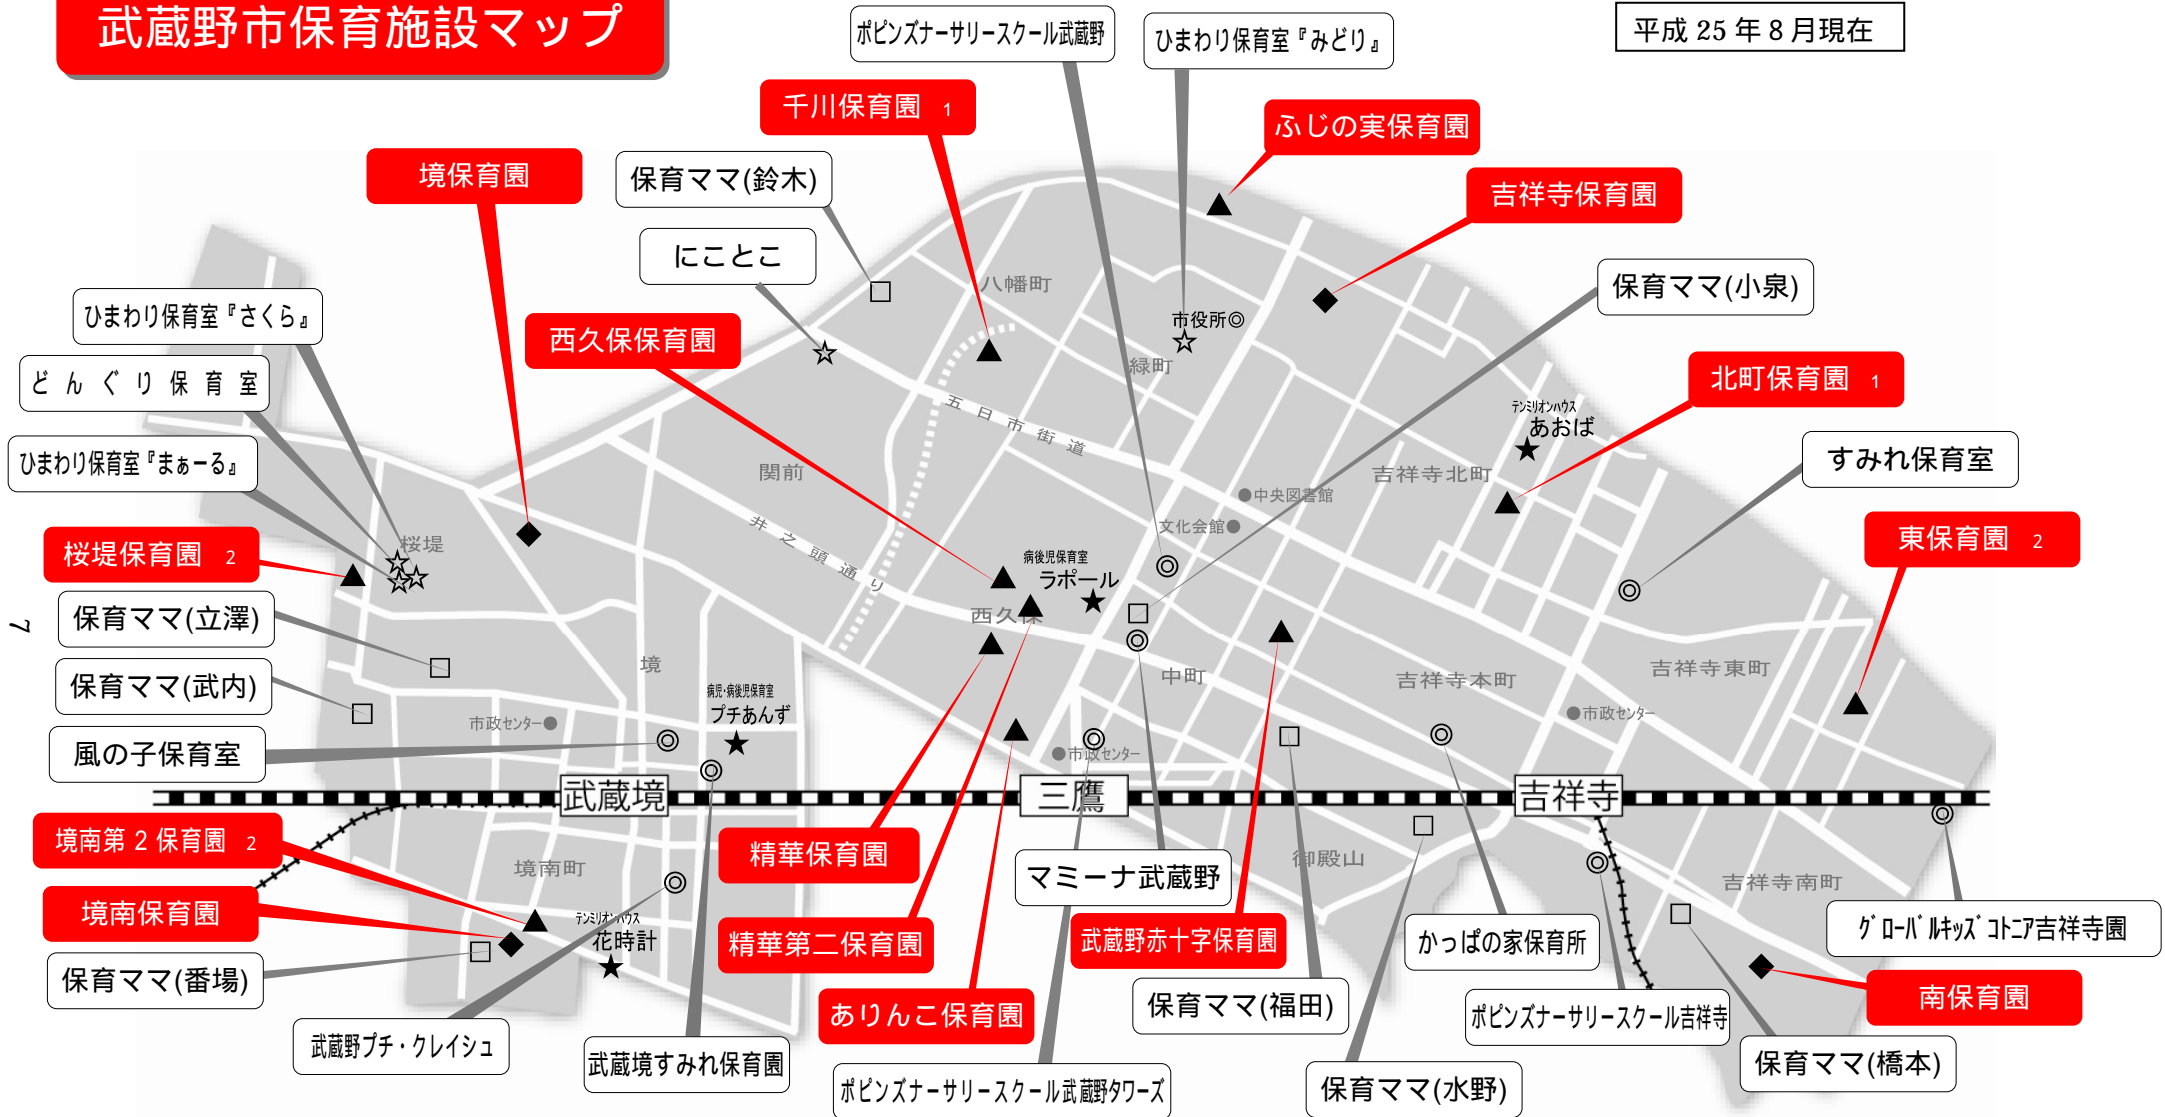 武蔵野市保育施設マップ
平成 25 年 8 月現在
ポピンズナーサリースクール武蔵野
ひまわり保育室『みどり』
千川保育園 1
ふじの実保育園
境保育園
保育ママ(鈴木)
吉祥寺保育園
にことこ
八幡町
保育ママ(小泉)
ひまわり保育室『さくら』
市役所◎
西久保保育園
緑町
どんぐり保育室
北町保育園 1
五日市街道
テンミリオンハウス
あおば
ひまわり保育室『まぁーる』
関前
吉祥寺北町
すみれ保育室
●中央図書館
文化会館●
井之頭通り
桜堤
桜堤保育園 2
東保育園 2
病後児保育室
ラポール
保育ママ(立澤)
西久保
7
境
中町
吉祥寺本町
吉祥寺東町
保育ママ(武内)
病児・病後児保育室
プチあんず
市政センター●
●市政センター
風の子保育室
●市政センター
武蔵境
三鷹
吉祥寺
境南第２保育園 2
精華保育園
境南町
マミーナ武蔵野
御殿山
吉祥寺南町
境南保育園
テンミリオンハウス
花時計
精華第二保育園
武蔵野赤十字保育園
かっぱの家保育所
グローバルキッズコトニア吉祥寺園
保育ママ(番場)
ありんこ保育園
保育ママ(福田)
ポピンズナーサリースクール吉祥寺
南保育園
武蔵野プチ・クレイシュ
武蔵境すみれ保育園
ポピンズナーサリースクール武蔵野タワーズ
保育ママ(水野)
保育ママ(橋本)